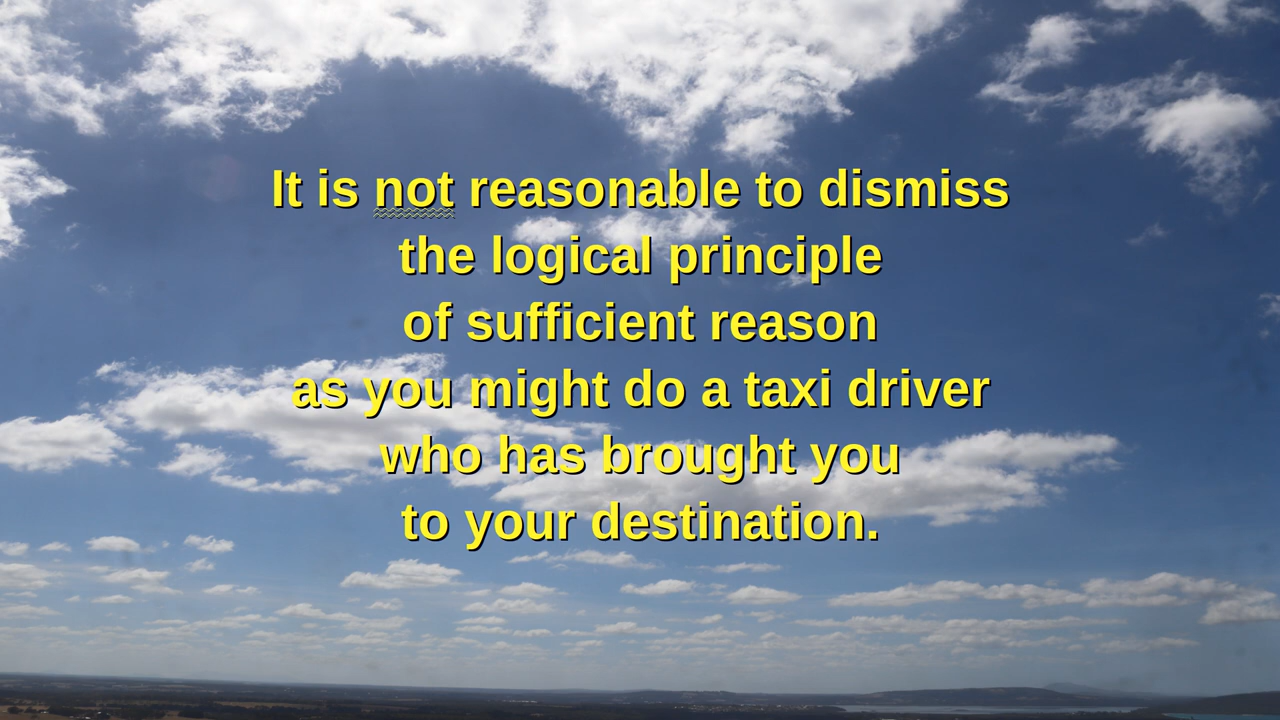 It is not reasonable to dismiss
the logical principle
of sufficient reason
as you might do a taxi driver
who has brought you
to your destination.